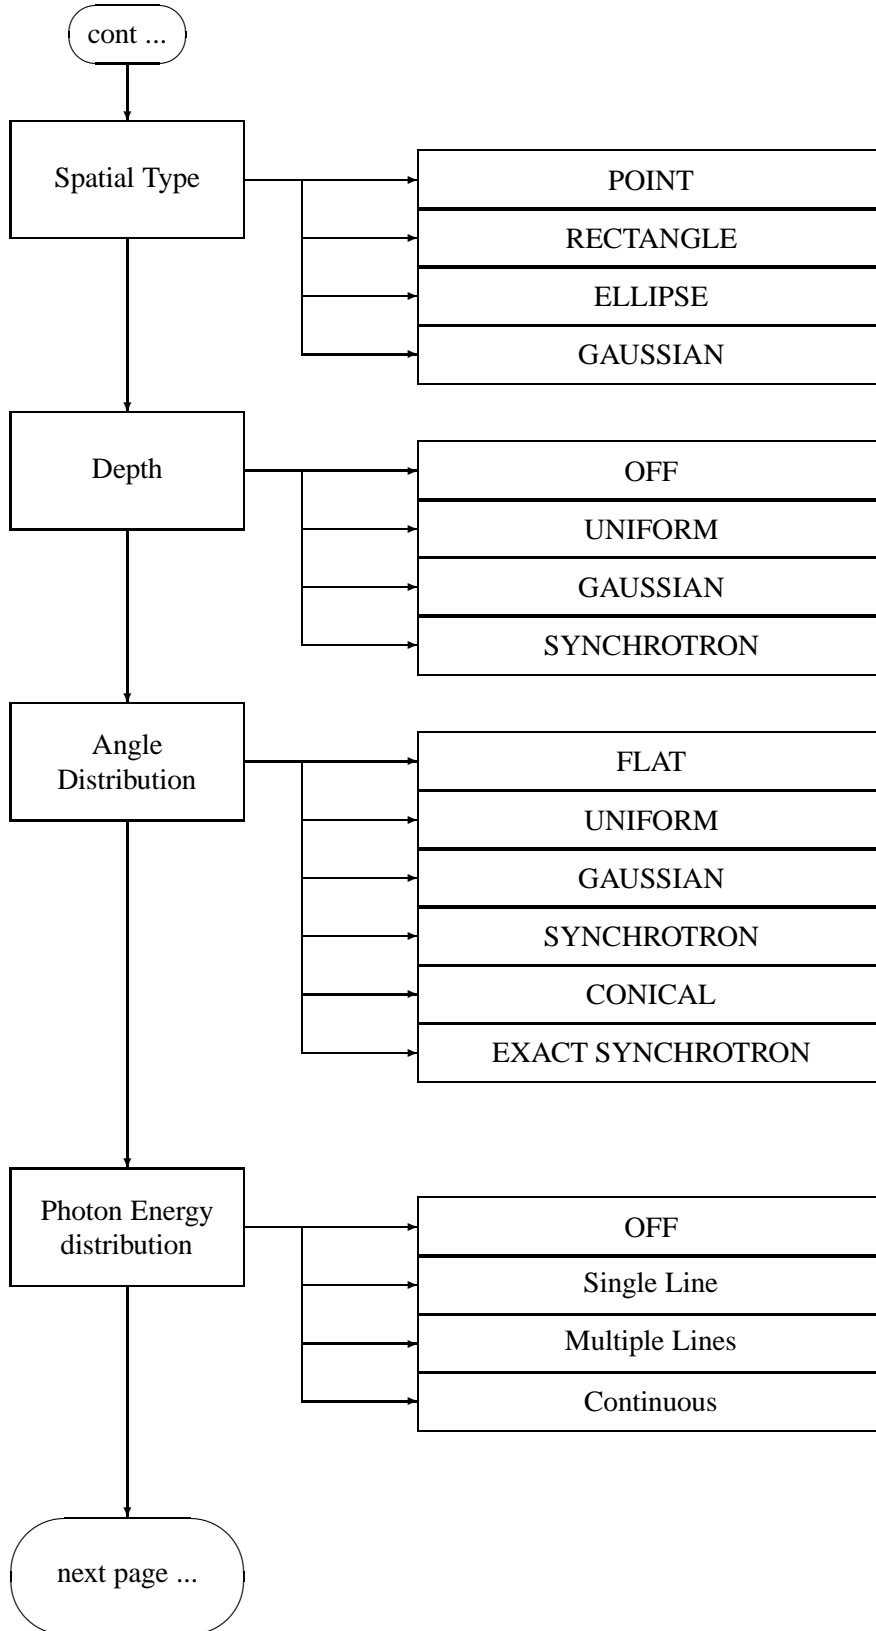 cont ...
Spatial Type
POINT
RECTANGLE
ELLIPSE
GAUSSIAN
Depth
OFF
UNIFORM
GAUSSIAN
SYNCHROTRON
Angle
Distribution
FLAT
UNIFORM
GAUSSIAN
SYNCHROTRON
CONICAL
EXACT SYNCHROTRON
Photon Energy
distribution
OFF
Single Line
Multiple Lines
Continuous
next page ...